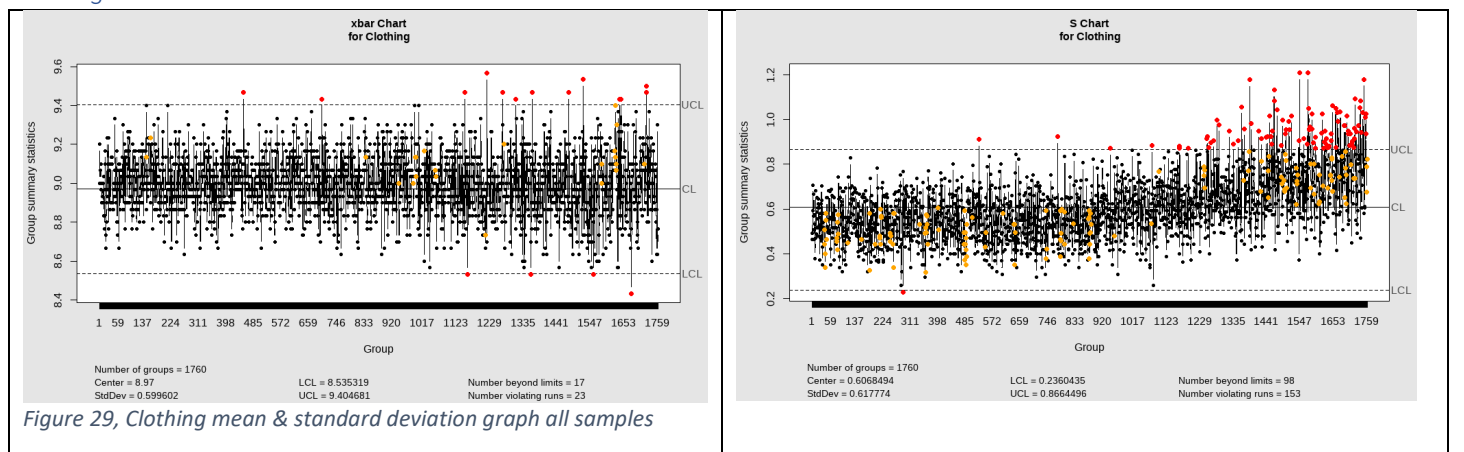 xbar Chart
for Clothing
Group summary statistics
9.6
9.4
9.2
9.0
8.8
8.6
8.4
UCL
CL
LCL
1 59 137 224 311 398 485 572 659 746 833 920 1017 1123 1229 1335 1441 1547 1653 1759
Group
Number of groups = 1760
Center = 8.97 LCL = 8.535319 Number beyond limits = 17
StdDev = 0.599602 UCL = 9.404681 Number violating runs = 23
S Chart
for Clothing
Group summary statistics
1.2
1.0
0.8
0.6
0.4
0.2
UCL
CL
LCL
1 59 137 224 311 398 485 572 659 746 833 920 1017 1123 1229 1335 1441 1547 1653 1759
Group
Number of groups = 1760
Center = 0.6068494 LCL = 0.2360435 Number beyond limits = 98
StdDev = 0.617774 UCL = 0.8664496 Number violating runs = 153
Figure 29, Clothing mean & standard deviation graph all samples